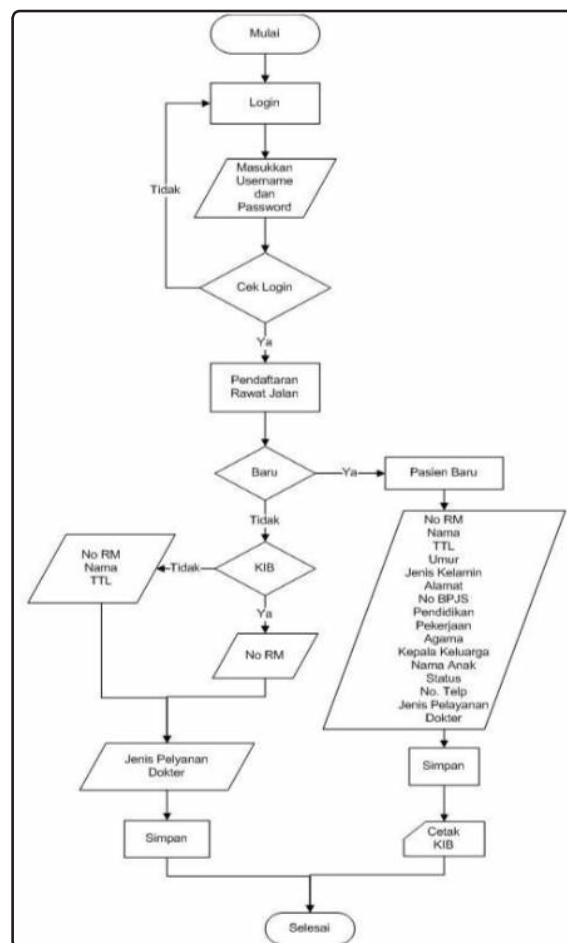 Mulai
Login
Masukkan
Username
dan
Password
Tidak
Cek Login
Ya
Pendaftaran
Rawat Jalan
Baru
Ya
Pasien Baru
Tidak
No RM
Nama
TTL
Tidak
KIB
Ya
No RM
No RM
Nama
TTL
Umur
Jenis Kelamin
Alamat
No BPJS
Pendidikan
Pekerjaan
Agama
Kepala Keluarga
Nama Anak
Status
No. Telp
Jenis Pelayanan
Dokter
Jenis Pelyanan
Dokter
Simpan
Simpan
Cetak
KIB
Selesai